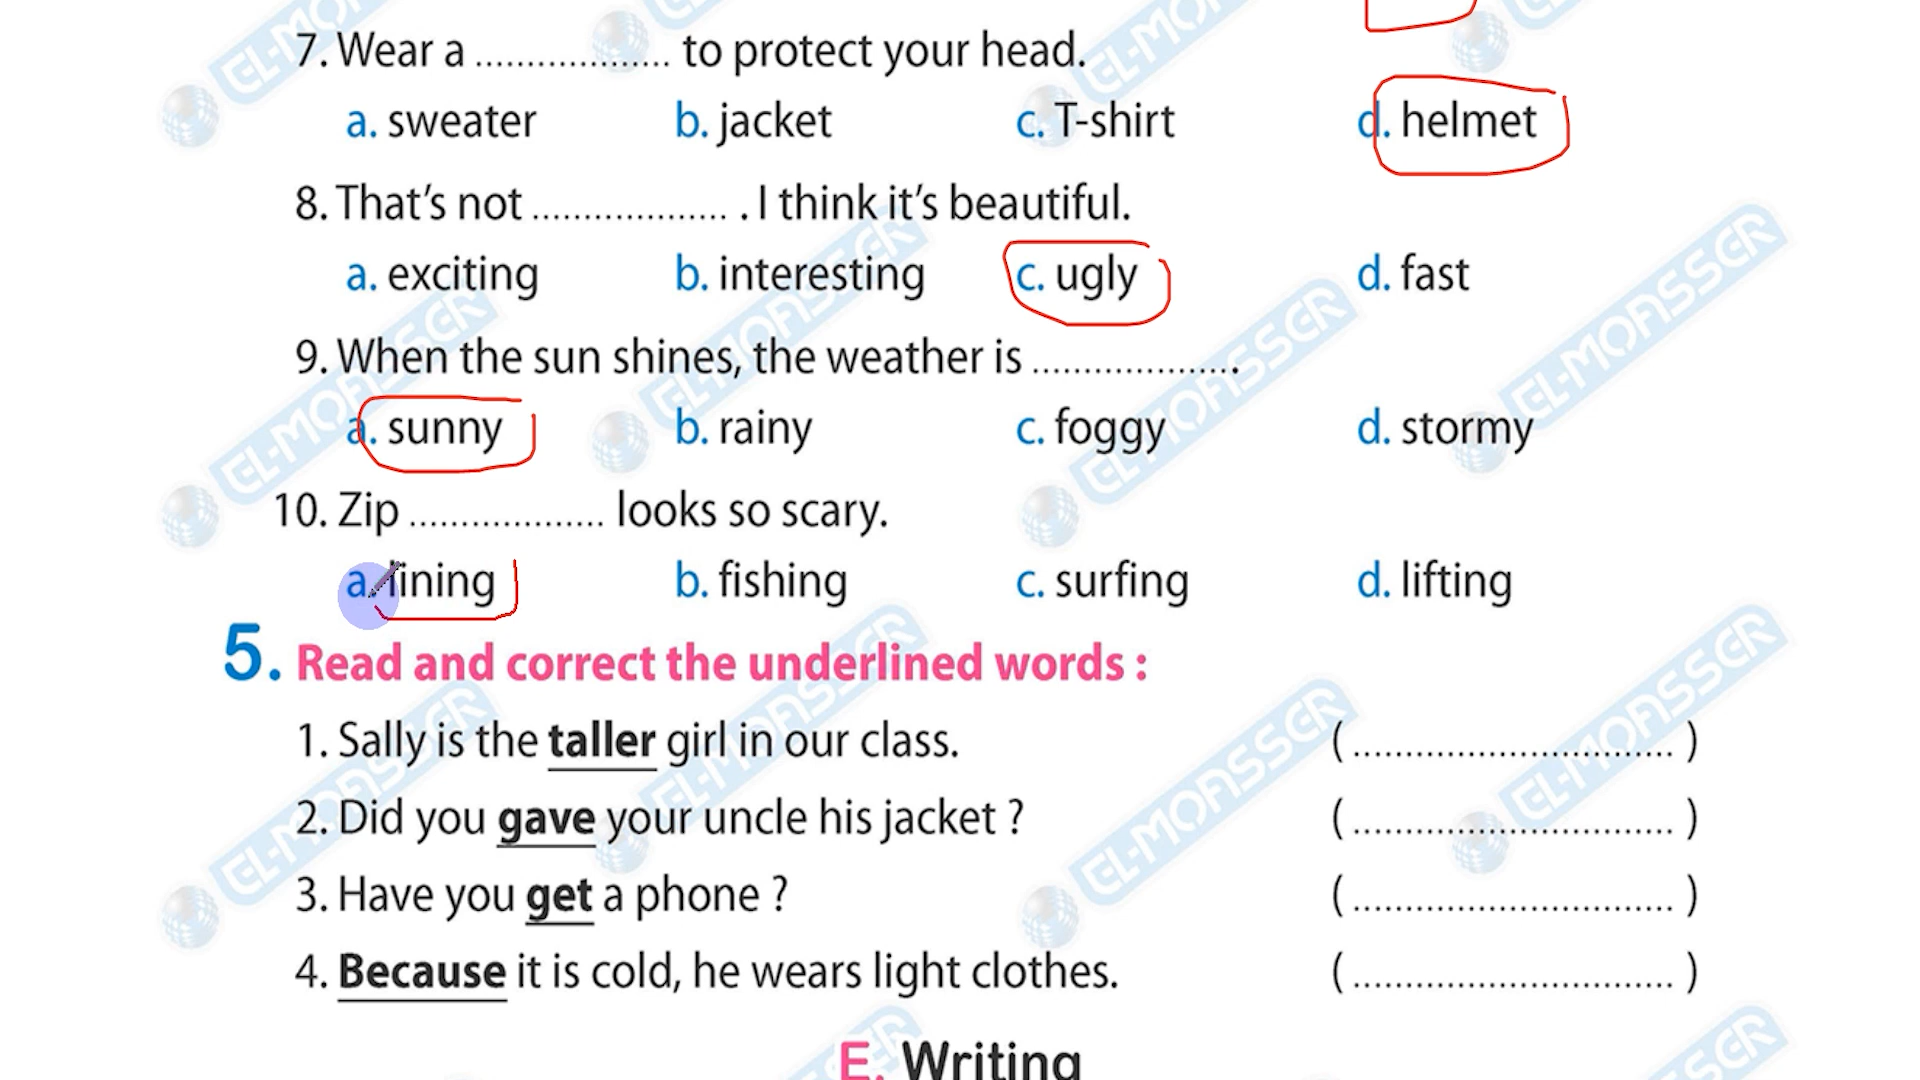 7. Wear a ................... to protect your head.
a. sweater b. jacket c. T-shirt d. helmet
8. That's not ................... . I think it's beautiful.
a. exciting b. interesting c. ugly d. fast
9. When the sun shines, the weather is ....................
a. sunny b. rainy c. foggy d. stormy
10. Zip ................... looks so scary.
a. lining b. fishing c. surfing d. lifting
5. Read and correct the underlined words :
1. Sally is the taller girl in our class. (...............................)
2. Did you gave your uncle his jacket ? (...............................)
3. Have you get a phone ? (...............................)
4. Because it is cold, he wears light clothes. (...............................)
E. Writing
EL-MOASSER